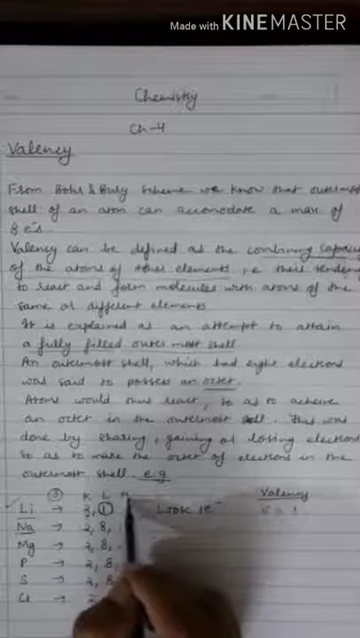 Made with KINEMASTER
Chemistry
Ch-4
Valency
From Bohr & Bury Scheme we know that outermost
shell of an atom can accomodate a max of
8 e-s
Valency can be defined as the combining capacity
of the atoms of other elements, i.e their tendency
to react and form molecules with atoms of the
same or different elements
It is explained as an attempt to attain
a fully filled outer most shell
An outermost shell, which had eight electrons
was said to possess an octet.
Atoms would thus react, so as to achieve
an octet in the outermost shell. This was
done by sharing, gaining or losing electrons
so as to make the octet of electrons in the
outermost shell. e.g
③ K L M Valency
Li → 2, ① Loose 1e-
Na → 2, 8,
Mg → 2, 8,
P → 2, 8,
S → 2, 8
Cl → 2